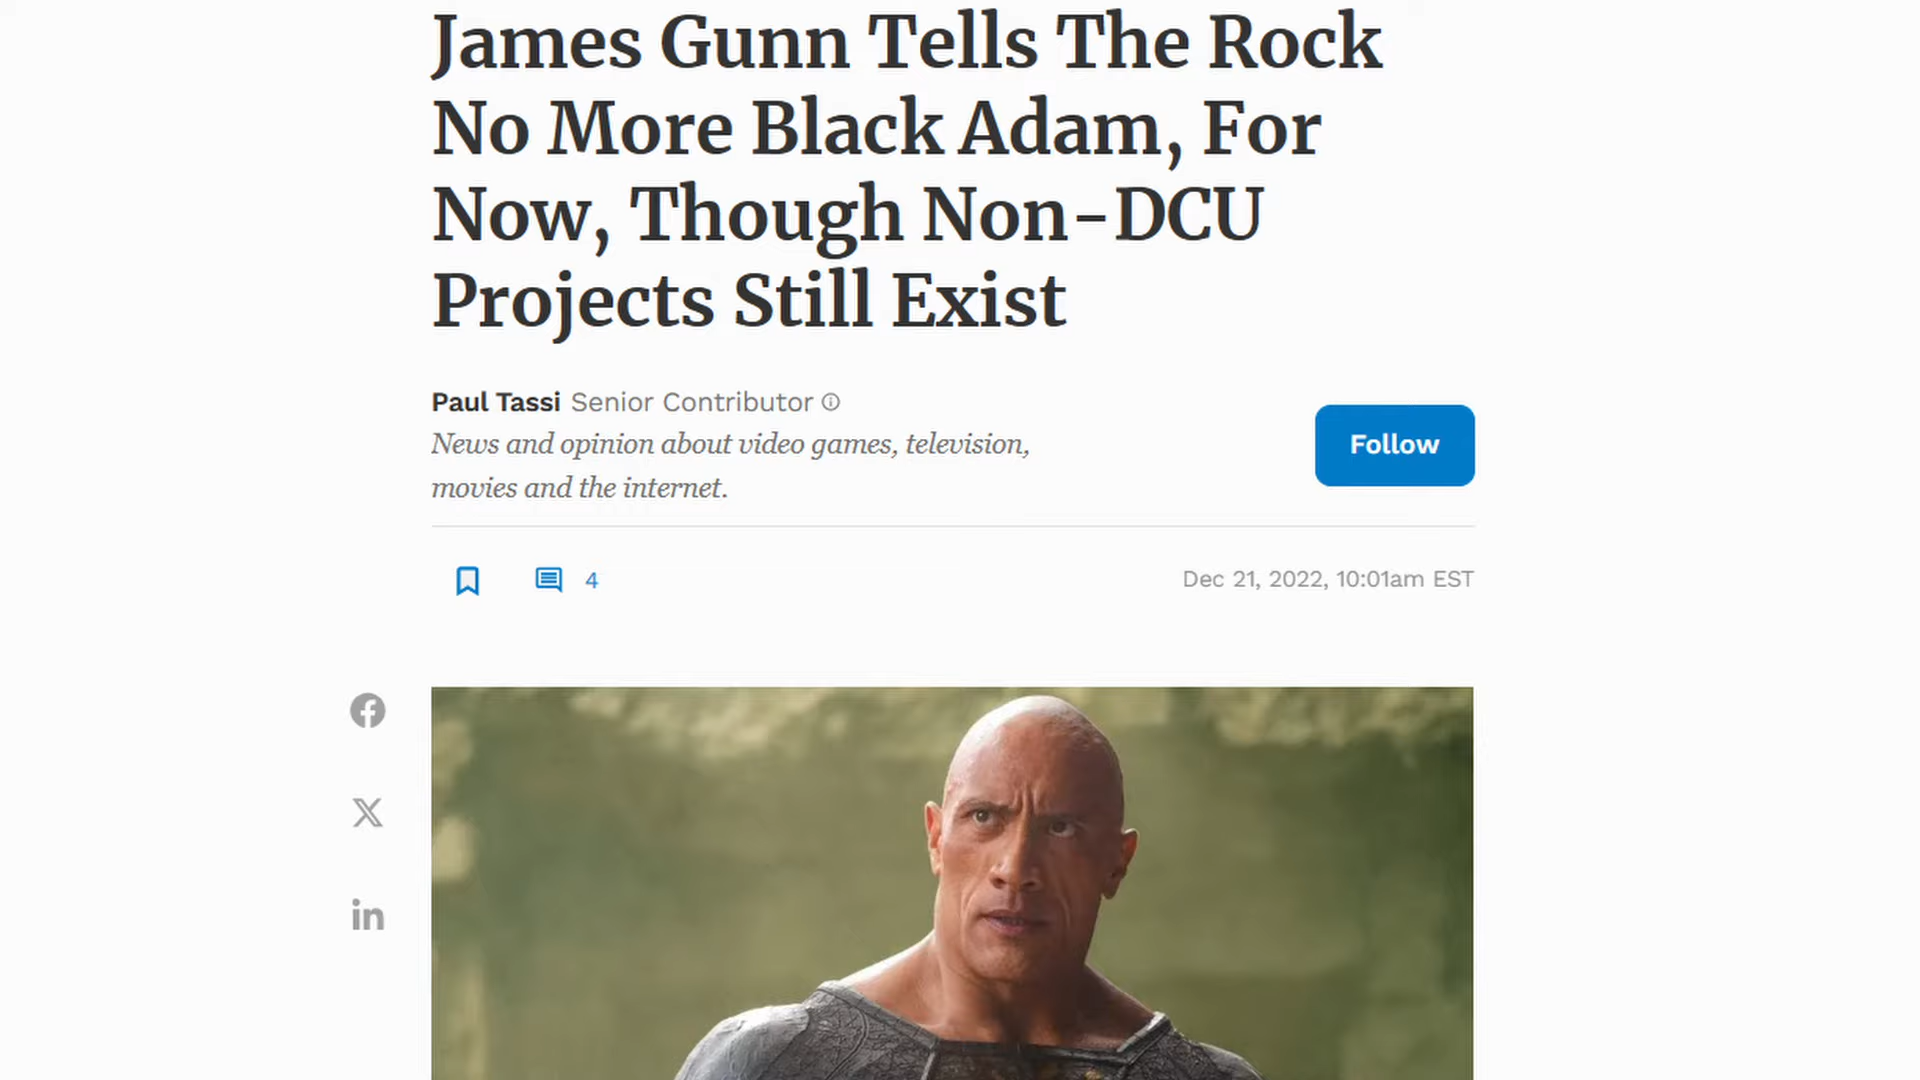 James Gunn Tells The Rock
No More Black Adam, For
Now, Though Non-DCU
Projects Still Exist
Paul Tassi Senior Contributor
News and opinion about video games, television,
movies and the internet.
Follow
4
Dec 21, 2022, 10:01am EST